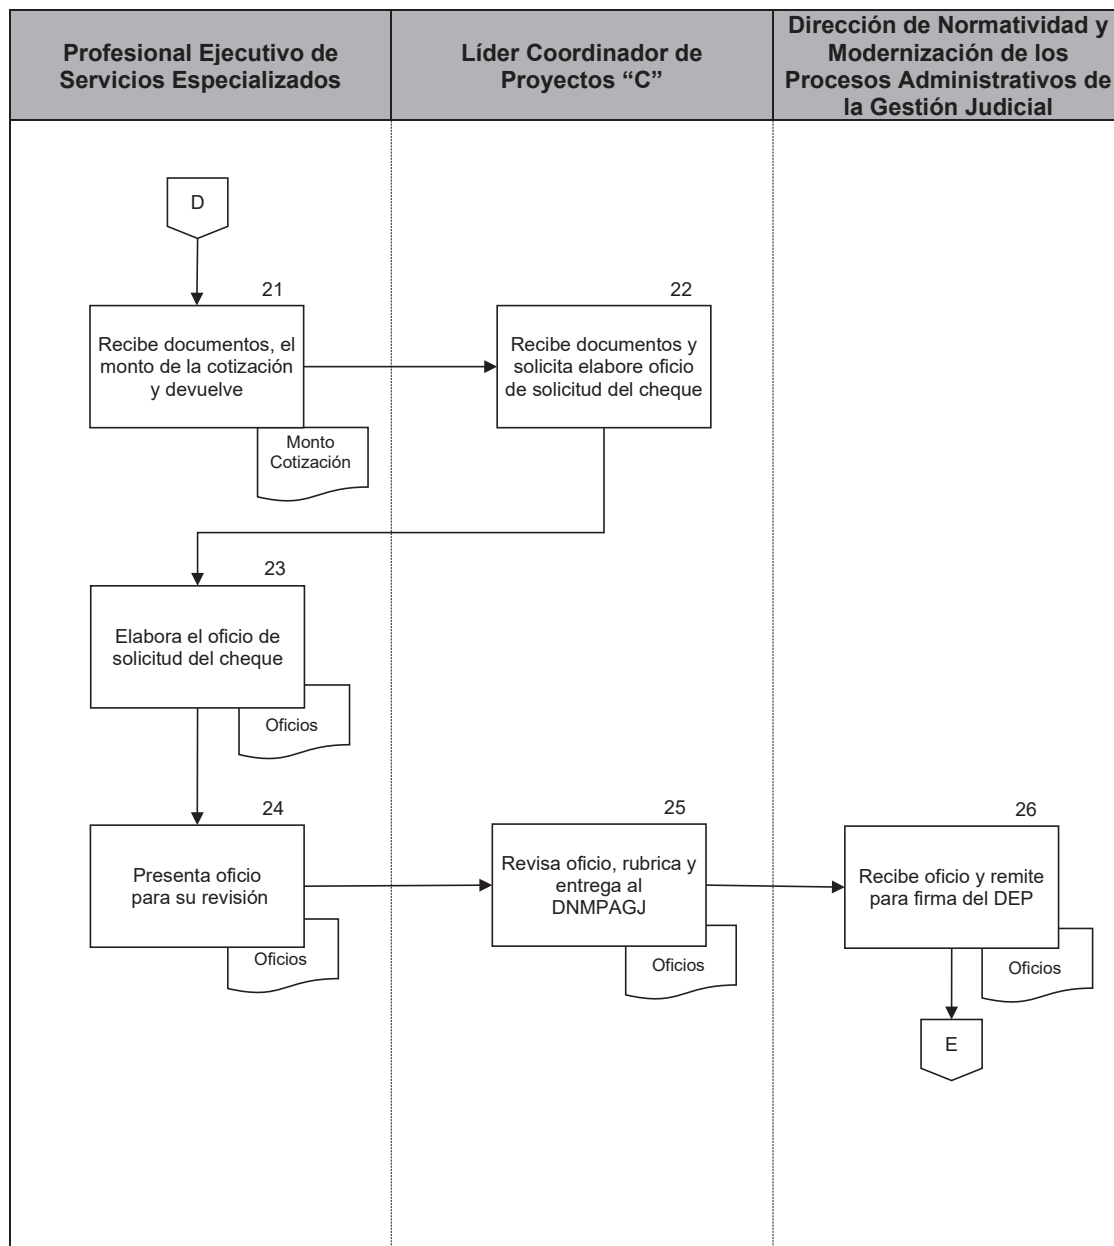 Profesional Ejecutivo de
Servicios Especializados
Líder Coordinador de
Proyectos “C”
Dirección de Normatividad y
Modernización de los
Procesos Administrativos de
la Gestión Judicial
D
21
Recibe documentos, el
monto de la cotización
y devuelve
Monto
Cotización
22
Recibe documentos y
solicita elabore oficio
de solicitud del cheque
23
Elabora el oficio de
solicitud del cheque
Oficios
24
Presenta oficio
para su revisión
Oficios
25
Revisa oficio, rubrica y
entrega al
DNMPAGJ
Oficios
26
Recibe oficio y remite
para firma del DEP
Oficios
E